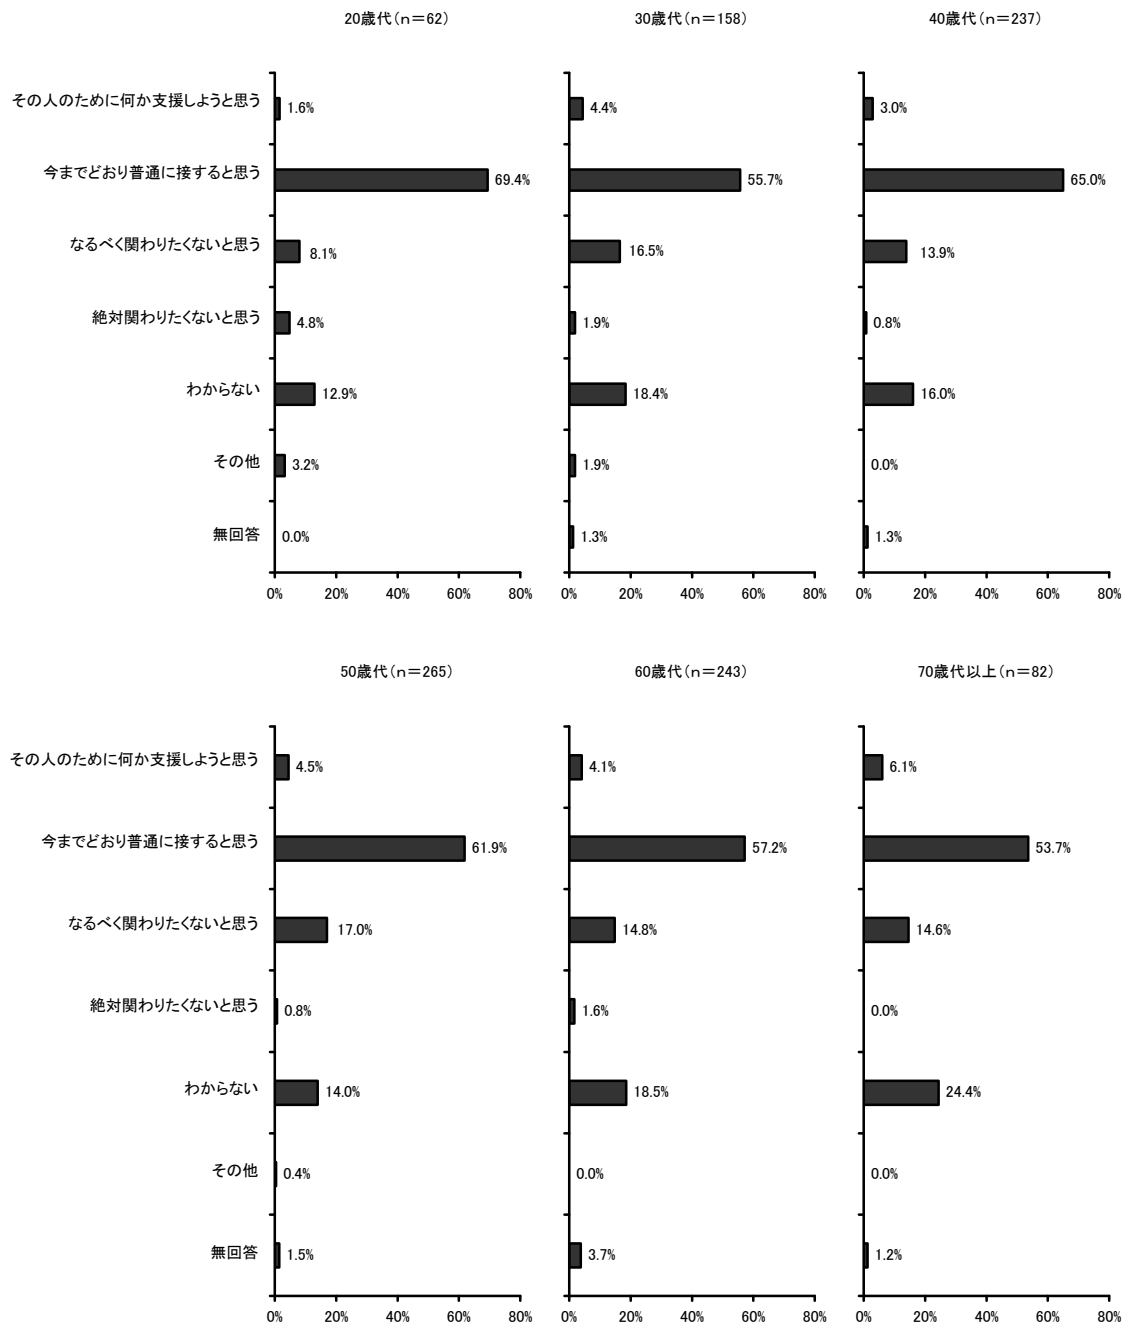 20歳代(n=62) 30歳代(n=158) 40歳代(n=237)
その人のために何か支援しようと思う 1.6% 4.4% 3.0%
今までどおり普通に接すると思う 69.4% 55.7% 65.0%
なるべく関わりたくないと思う 8.1% 16.5% 13.9%
絶対関わりたくないと思う 4.8% 1.9% 0.8%
わからない 12.9% 18.4% 16.0%
その他 3.2% 1.9% 0.0%
無回答 0.0% 1.3% 1.3%
0% 20% 40% 60% 80% 0% 20% 40% 60% 80% 0% 20% 40% 60% 80%
50歳代(n=265) 60歳代(n=243) 70歳代以上(n=82)
その人のために何か支援しようと思う 4.5% 4.1% 6.1%
今までどおり普通に接すると思う 61.9% 57.2% 53.7%
なるべく関わりたくないと思う 17.0% 14.8% 14.6%
絶対関わりたくないと思う 0.8% 1.6% 0.0%
わからない 14.0% 18.5% 24.4%
その他 0.4% 0.0% 0.0%
無回答 1.5% 3.7% 1.2%
0% 20% 40% 60% 80% 0% 20% 40% 60% 80% 0% 20% 40% 60% 80%